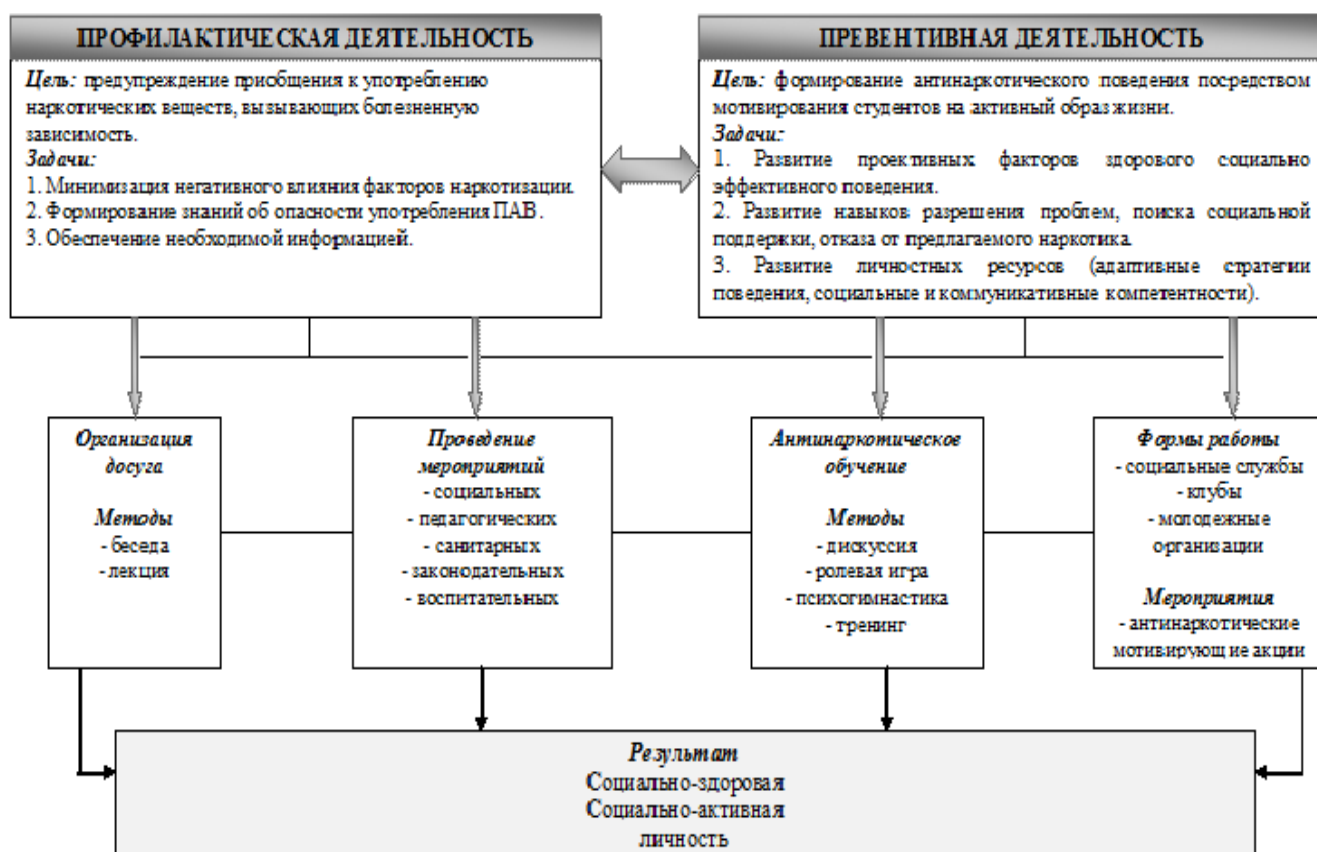 ПРОФИЛАКТИЧЕСКАЯ ДЕЯТЕЛЬНОСТЬ
Цель: предупреждение приобщения к употреблению
наркотических веществ, вызывающих болезненную
зависимость.
Задачи:
1. Минимизация негативного влияния факторов наркотизации.
2. Формирование знаний об опасности употребления ПАВ.
3. Обеспечение необходимой информацией.
ПРЕВЕНТИВНАЯ ДЕЯТЕЛЬНОСТЬ
Цель: формирование антинаркотического поведения посредством
мотивирования студентов на активный образ жизни.
Задачи:
1. Развитие проективных факторов здорового социально
эффективного поведения.
2. Развитие навыков разрешения проблем, поиска социальной
поддержки, отказа от предлагаемого наркотика.
3. Развитие личностных ресурсов (адаптивные стратегии
поведения, социальные и коммуникативные компетентности).
Организация
досуга
Методы
- беседа
- лекция
Проведение
мероприятий
- социальных
- педагогических
- санитарных
- законодательных
- воспитательных
Антинаркотическое
обучение
Методы
- дискуссия
- ролевая игра
- психогимнастика
- тренинг
Формы работы
- социальные службы
- клубы
- молодежные
организации
Мероприятия
- антинаркотические
мотивирующие акции
Результат
Социально-здоровая
Социально-активная
личность